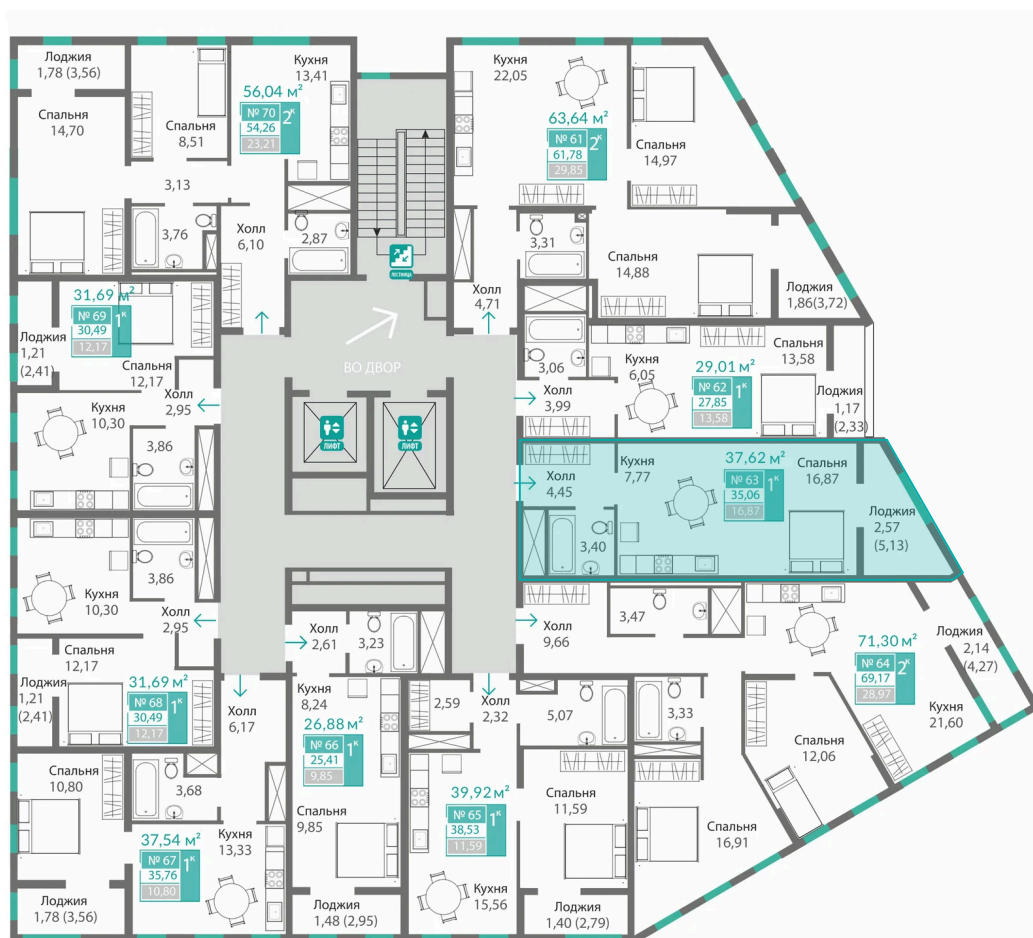 Лоджия
1,78 (3,56)
Спальня
14,70
Спальня
8,51
56,04 м²
№ 70
54,26
23,21
2к
Кухня
13,41
3,13
3,76
Холл
6,10
2,87
ЛЕСТНИЦА
Кухня
22,05
63,64 м²
№ 61
61,78
29,85
2к
Спальня
14,97
3,31
Спальня
14,88
Холл
4,71
Лоджия
1,86(3,72)
31,69 м²
№ 69
30,49
12,17
1к
Лоджия
1,21
(2,41)
Спальня
12,17
Холл
2,95
Кухня
10,30
3,86
ВО ДВОР
ЛИФТ
ЛИФТ
3,06
Холл
3,99
Кухня
6,05
29,01 м²
№ 62
27,85
13,58
1к
Спальня
13,58
Лоджия
1,17
(2,33)
Холл
4,45
Кухня
7,77
37,62 м²
№ 63
35,06
16,87
1к
Спальня
16,87
Лоджия
2,57
(5,13)
3,40
Кухня
10,30
3,86
Холл
2,95
Спальня
12,17
Лоджия
1,21
(2,41)
31,69 м²
№ 68
30,49
12,17
1к
Холл
6,17
Холл
2,61
3,23
Холл
9,66
3,47
71,30 м²
№ 64
69,17
28,97
2к
Лоджия
2,14
(4,27)
Кухня
21,60
Кухня
8,24
26,88 м²
№ 66
25,41
9,85
1к
Спальня
9,85
2,59
Холл
2,32
5,07
3,33
Спальня
12,06
Спальня
10,80
3,68
37,54 м²
№ 67
35,76
10,80
1к
Кухня
13,33
39,92 м²
№ 65
38,53
11,59
1к
Спальня
11,59
Спальня
16,91
Кухня
15,56
Лоджия
1,78 (3,56)
Лоджия
1,48 (2,95)
Лоджия
1,40 (2,79)